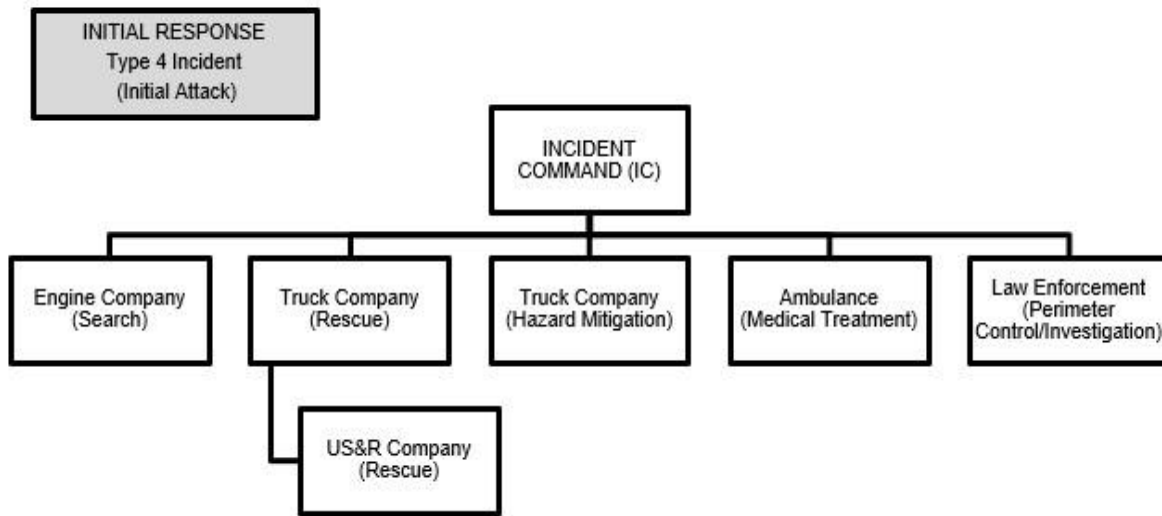 INITIAL RESPONSE
Type 4 Incident
(Initial Attack)
INCIDENT
COMMAND (IC)
Engine Company
(Search)
Truck Company
(Rescue)
Truck Company
(Hazard Mitigation)
Ambulance
(Medical Treatment)
Law Enforcement
(Perimeter
Control/Investigation)
US&R Company
(Rescue)